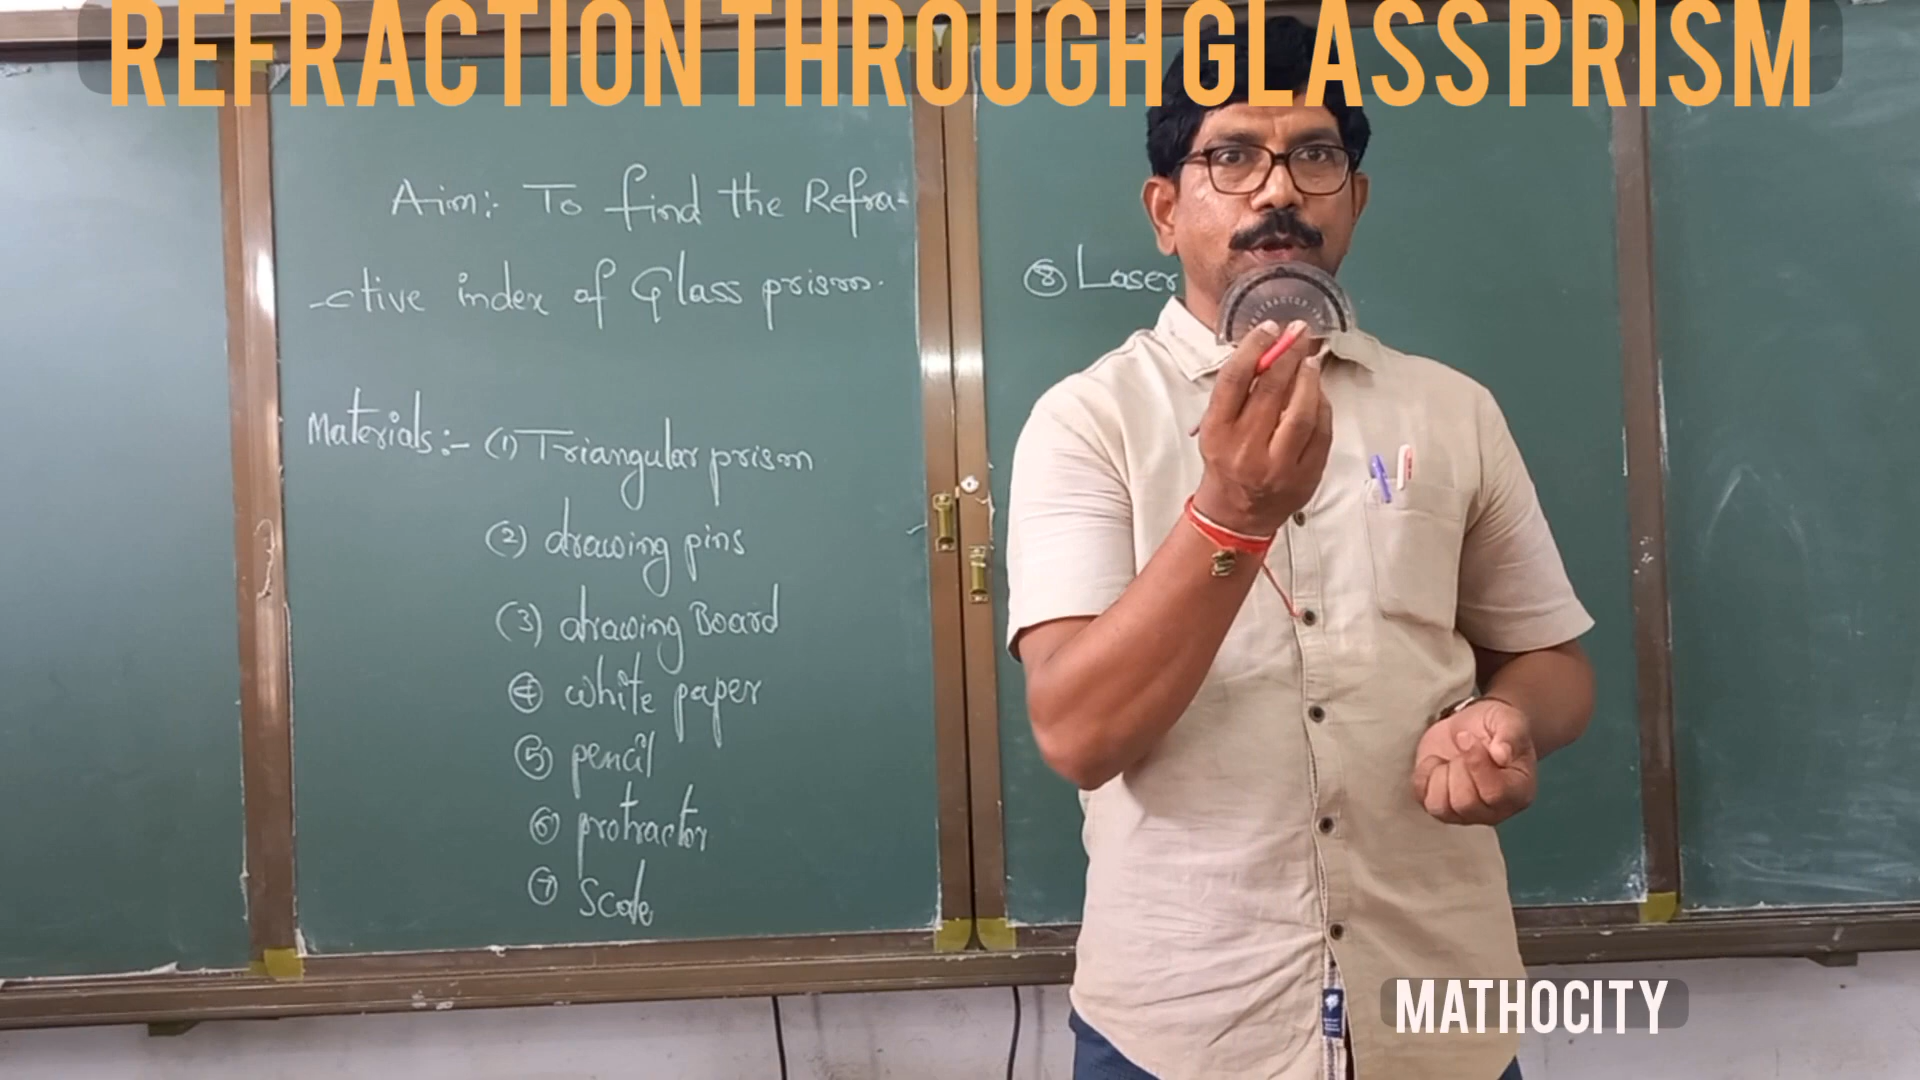 REFRACTION THROUGH GLASS PRISM
Aim:- To find the Refra-
-ctive index of Glass prism.
Materials:- (1) Triangular prism
(2) drawing pins
(3) drawing Board
(4) white paper
(5) pencil
(6) protractor
(7) Scale
(8) Laser
MATHOCITY